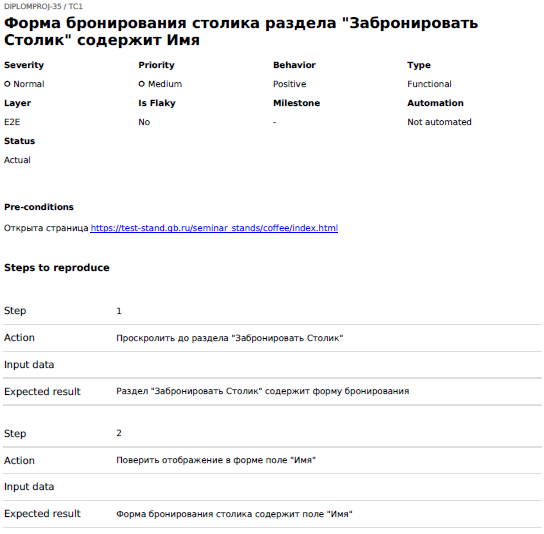 DIPLOMPROJ-35 / TC1
Форма бронирования столика раздела "Забронировать
Столик" содержит Имя
Severity Priority Behavior Type
Normal Medium Positive Functional
Layer Is Flaky Milestone Automation
E2E No - Not automated
Status
Actual
Pre-conditions
Открыта страница https://test-stand.gb.ru/seminar_stands/coffee/index.html
Steps to reproduce
Step 1
Action Проскролить до раздела "Забронировать Столик"
Input data
Expected result Раздел "Забронировать Столик" содержит форму бронирования
Step 2
Action Поверить отображение в форме поле "Имя"
Input data
Expected result Форма бронирования столика содержит поле "Имя"